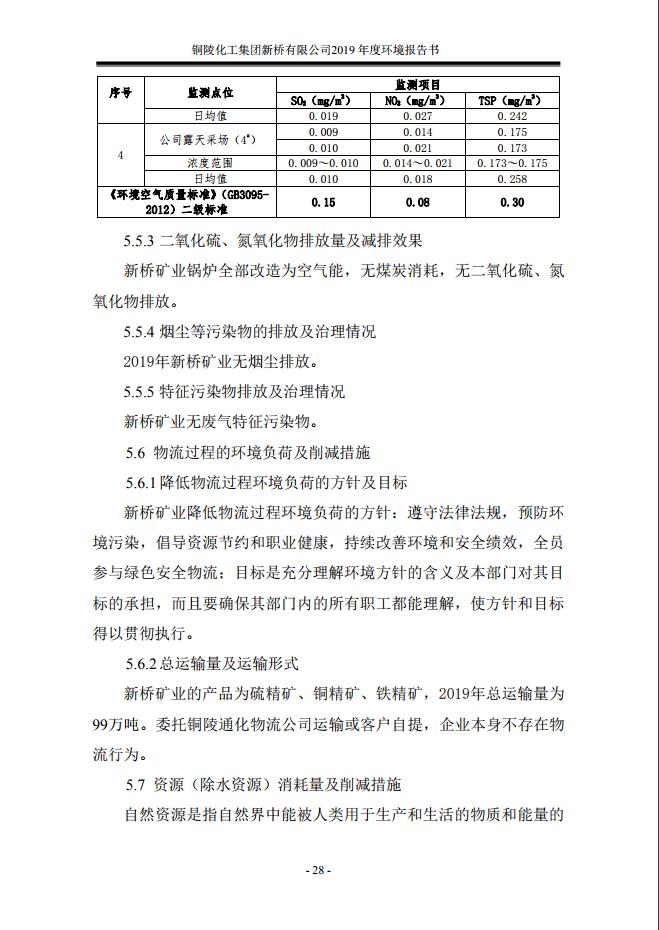 铜陵化工集团新桥有限公司2019 年度环境报告书
序号 监测点位 监测项目
SO₂（mg/m³） NO₂（mg/m³） TSP（mg/m³）
日均值 0.019 0.027 0.242
4 公司露天采场（4#） 0.009 0.014 0.175
0.010 0.021 0.173
浓度范围 0.009～0.010 0.014～0.021 0.173～0.175
日均值 0.010 0.018 0.258
《环境空气质量标准》（GB3095-
2012）二级标准 0.15 0.08 0.30
5.5.3 二氧化硫、氮氧化物排放量及减排效果
新桥矿业锅炉全部改造为空气能，无煤炭消耗，无二氧化硫、氮
氧化物排放。
5.5.4 烟尘等污染物的排放及治理情况
2019年新桥矿业无烟尘排放。
5.5.5 特征污染物排放及治理情况
新桥矿业无废气特征污染物。
5.6 物流过程的环境负荷及削减措施
5.6.1 降低物流过程环境负荷的方针及目标
新桥矿业降低物流过程环境负荷的方针：遵守法律法规，预防环
境污染，倡导资源节约和职业健康，持续改善环境和安全绩效，全员
参与绿色安全物流；目标是充分理解环境方针的含义及本部门对其目
标的承担，而且要确保其部门内的所有职工都能理解，使方针和目标
得以贯彻执行。
5.6.2 总运输量及运输形式
新桥矿业的产品为硫精矿、铜精矿、铁精矿，2019年总运输量为
99万吨。委托铜陵通化物流公司运输或客户自提，企业本身不存在物
流行为。
5.7 资源（除水资源）消耗量及削减措施
自然资源是指自然界中能被人类用于生产和生活的物质和能量的
- 28 -